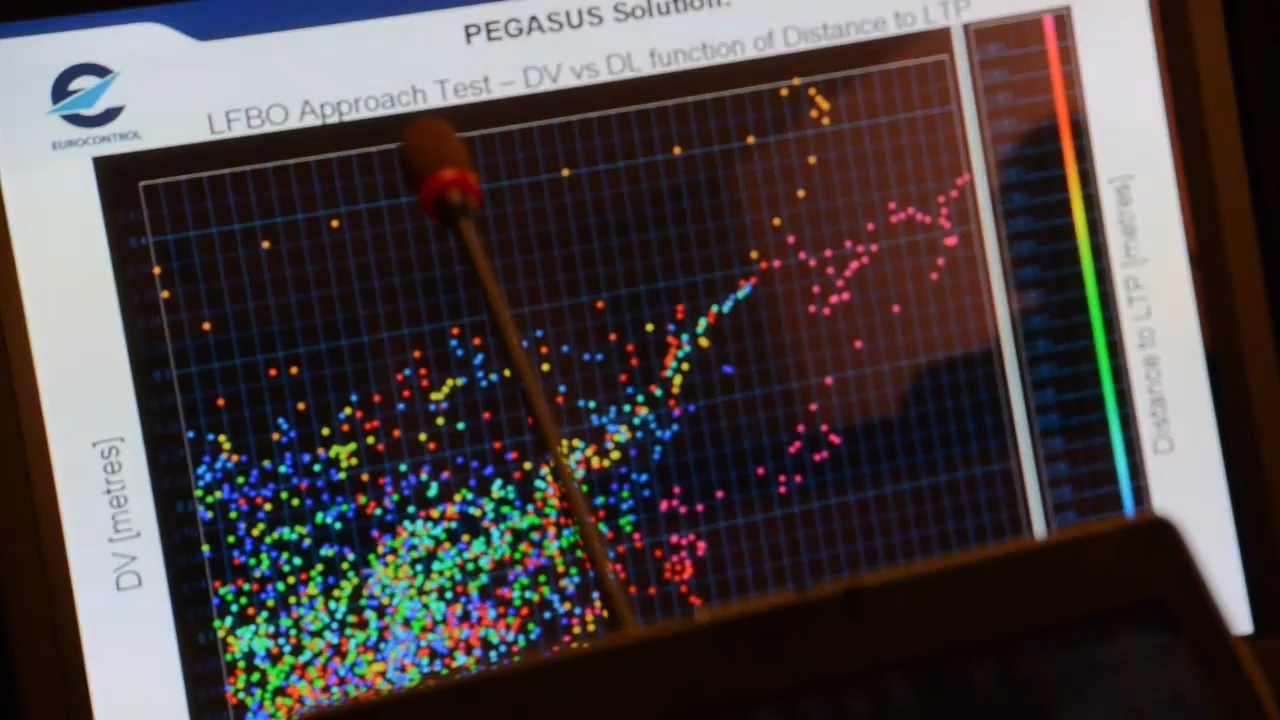 PEGASUS Solution:
LFBO Approach Test – DV vs DL function of Distance to LTP
EUROCONTROL
DV [metres]
Distance to LTP [metres]